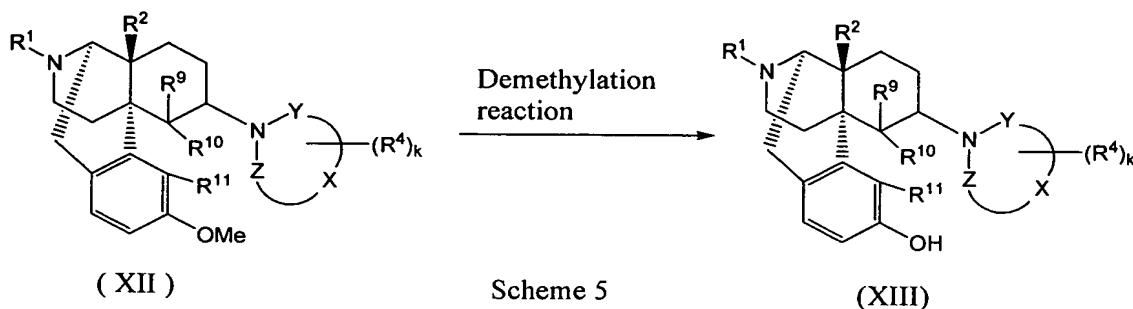 R¹ N R² R⁹ R¹⁰ N Y Z X (R⁴)k R¹¹ OMe
( XII )
Demethylation
reaction
R¹ N R² R⁹ R¹⁰ N Y Z X (R⁴)k R¹¹ OH
(XIII)
Scheme 5